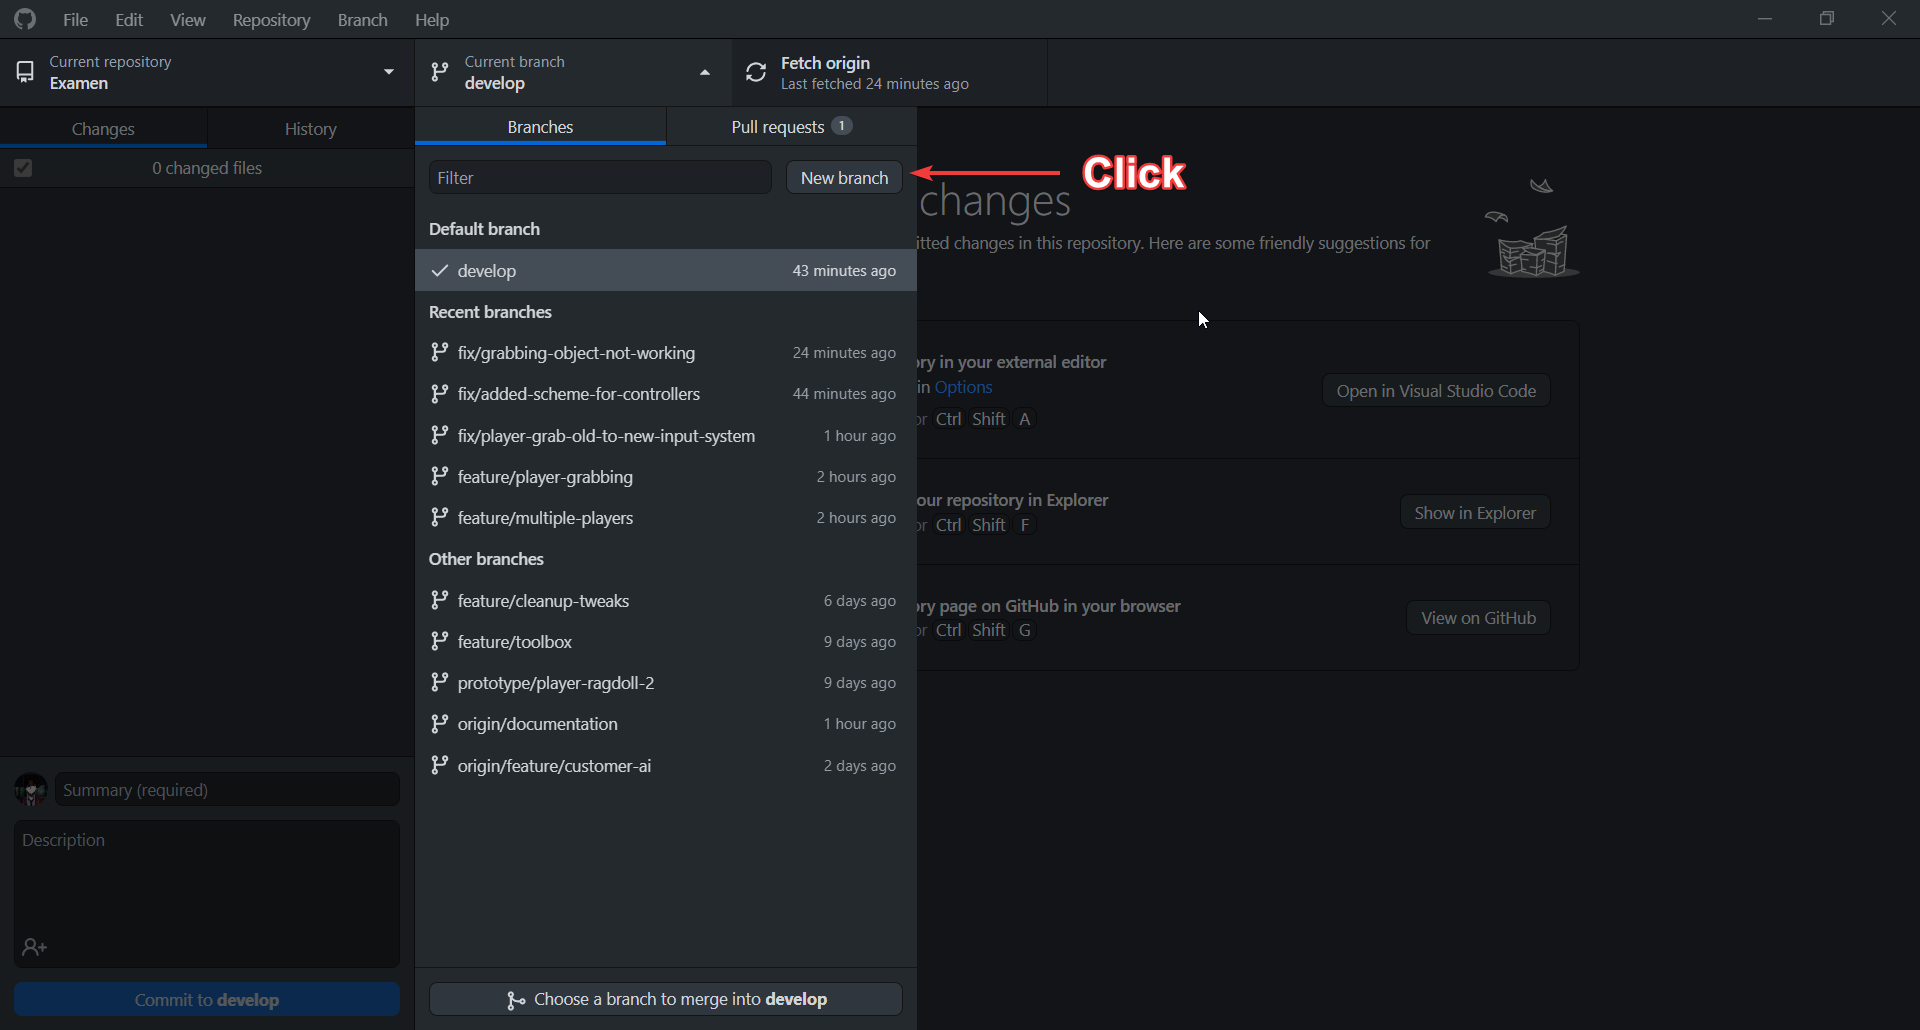 File Edit View Repository Branch Help
Current repository
Examen
Current branch
develop
Fetch origin
Last fetched 24 minutes ago
Changes History
0 changed files
Branches Pull requests 1
Filter
New branch
Click
Default branch
develop 43 minutes ago
Recent branches
fix/grabbing-object-not-working 24 minutes ago
fix/added-scheme-for-controllers 44 minutes ago
fix/player-grab-old-to-new-input-system 1 hour ago
feature/player-grabbing 2 hours ago
feature/multiple-players 2 hours ago
Other branches
feature/cleanup-tweaks 6 days ago
feature/toolbox 9 days ago
prototype/player-ragdoll-2 9 days ago
origin/documentation 1 hour ago
origin/feature/customer-ai 2 days ago
Choose a branch to merge into develop
changes
itted changes in this repository. Here are some friendly suggestions for
ry in your external editor
in Options
or Ctrl Shift A
Open in Visual Studio Code
our repository in Explorer
or Ctrl Shift F
Show in Explorer
ry page on GitHub in your browser
or Ctrl Shift G
View on GitHub
Summary (required)
Description
Commit to develop